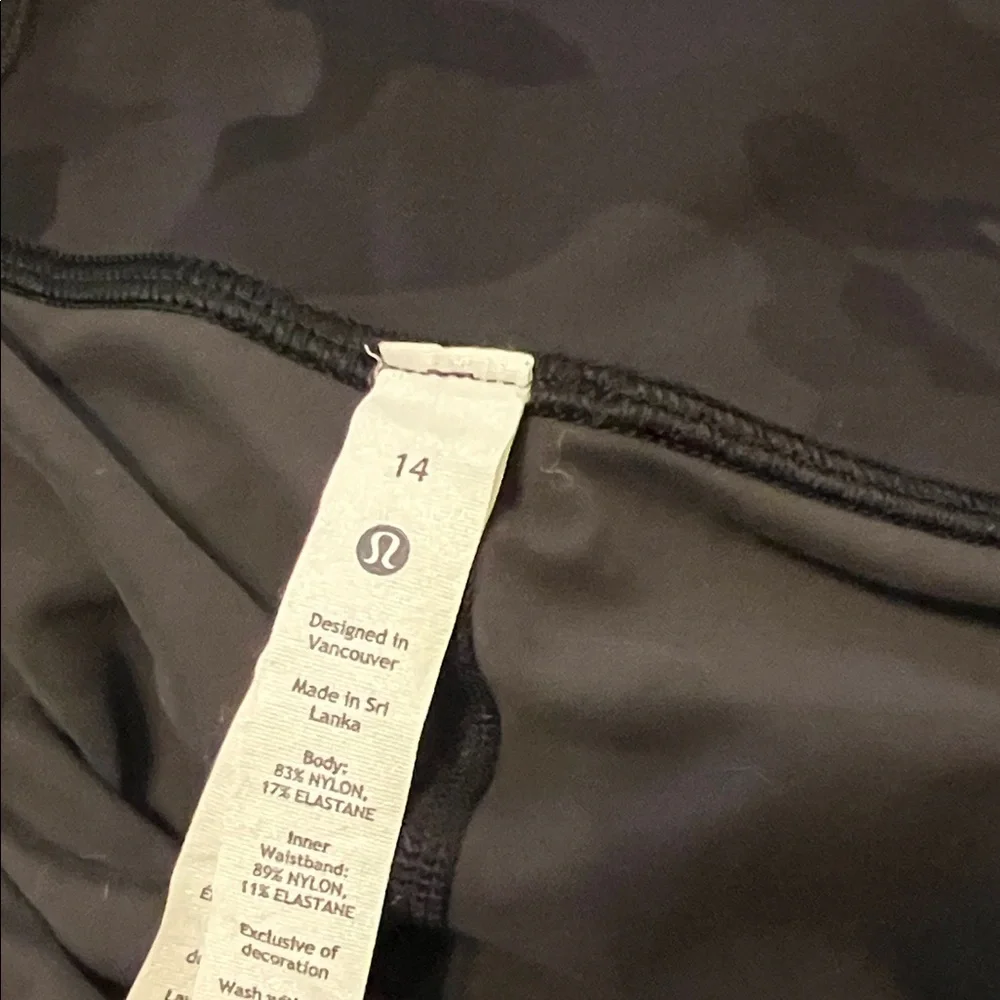 14
Designed in
Vancouver
Made in Sri
Lanka
Body:
83% NYLON,
17% ELASTANE
Inner
Waistband:
89% NYLON,
11% ELASTANE
Exclusive of
decoration
Wash